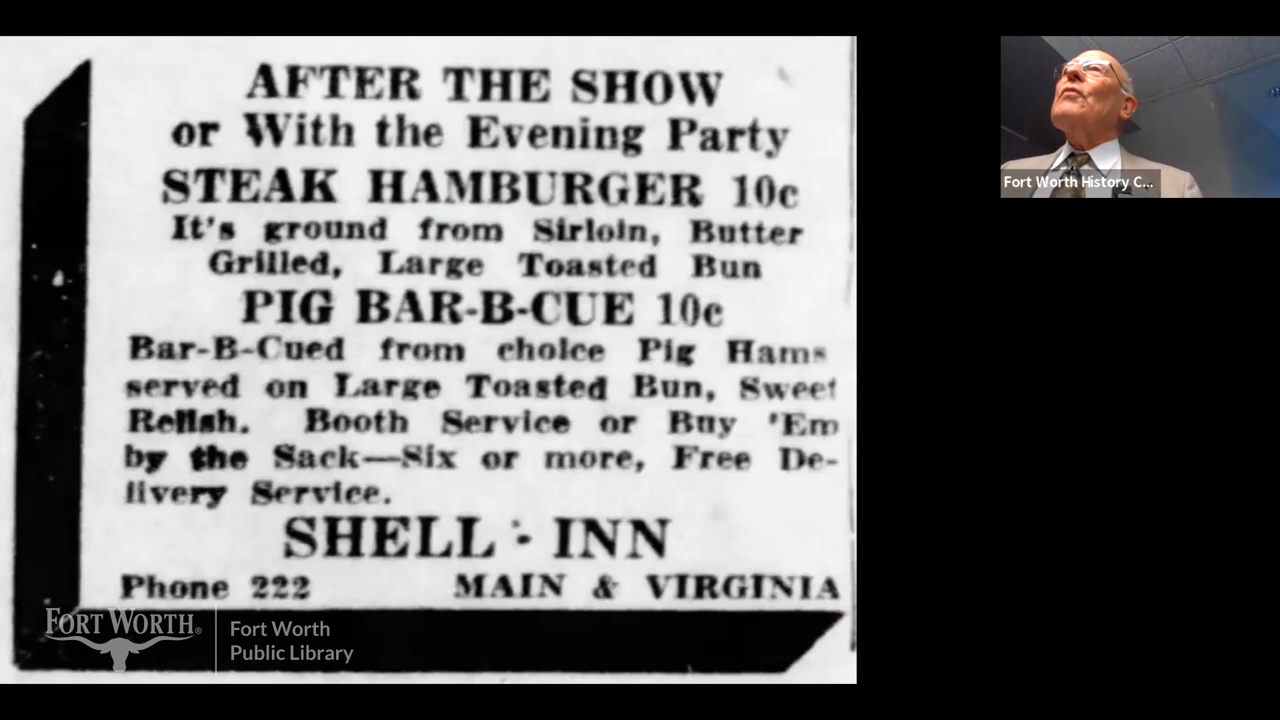 AFTER THE SHOW
or With the Evening Party
STEAK HAMBURGER 10c
It's ground from Sirloin, Butter
Grilled, Large Toasted Bun
PIG BAR-B-CUE 10c
Bar-B-Cued from choice Pig Hams
served on Large Toasted Bun, Sweet
Relish. Booth Service or Buy 'Em
by the Sack—Six or more, Free De-
livery Service.
SHELL - INN
Phone 222 MAIN & VIRGINIA
FORT WORTH®
Fort Worth
Public Library
Fort Worth History C...